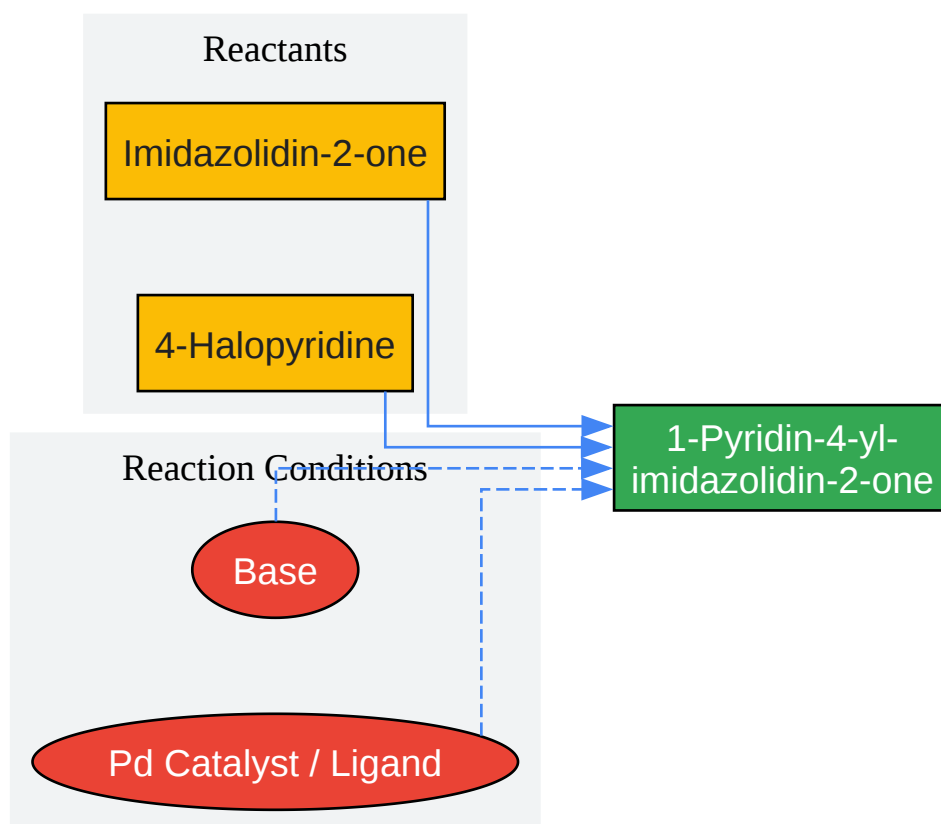 Reactants
Imidazolidin-2-one
4-Halopyridine
1-Pyridin-4-yl-
imidazolidin-2-one
Reaction Conditions
Base
Pd Catalyst / Ligand